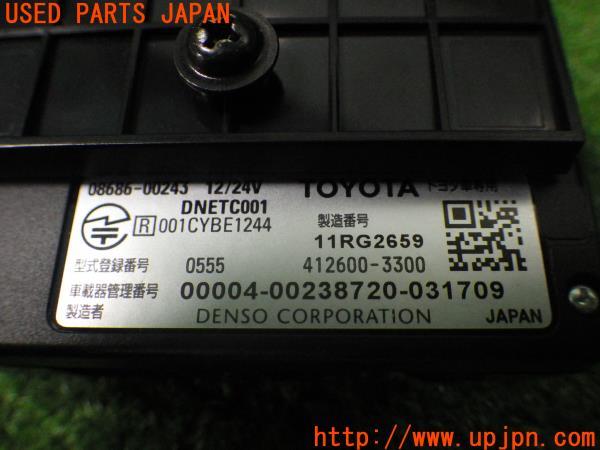 USED PARTS JAPAN
08686-00243 12/24V TOYOTA トヨタ車専用
DNETC001
R 001CYBE1244
製造番号
11RG2659
型式登録番号 0555 412600-3300
車載器管理番号 00004-00238720-031709
製造者 DENSO CORPORATION JAPAN
UPJ
http://www.upjpn.com/